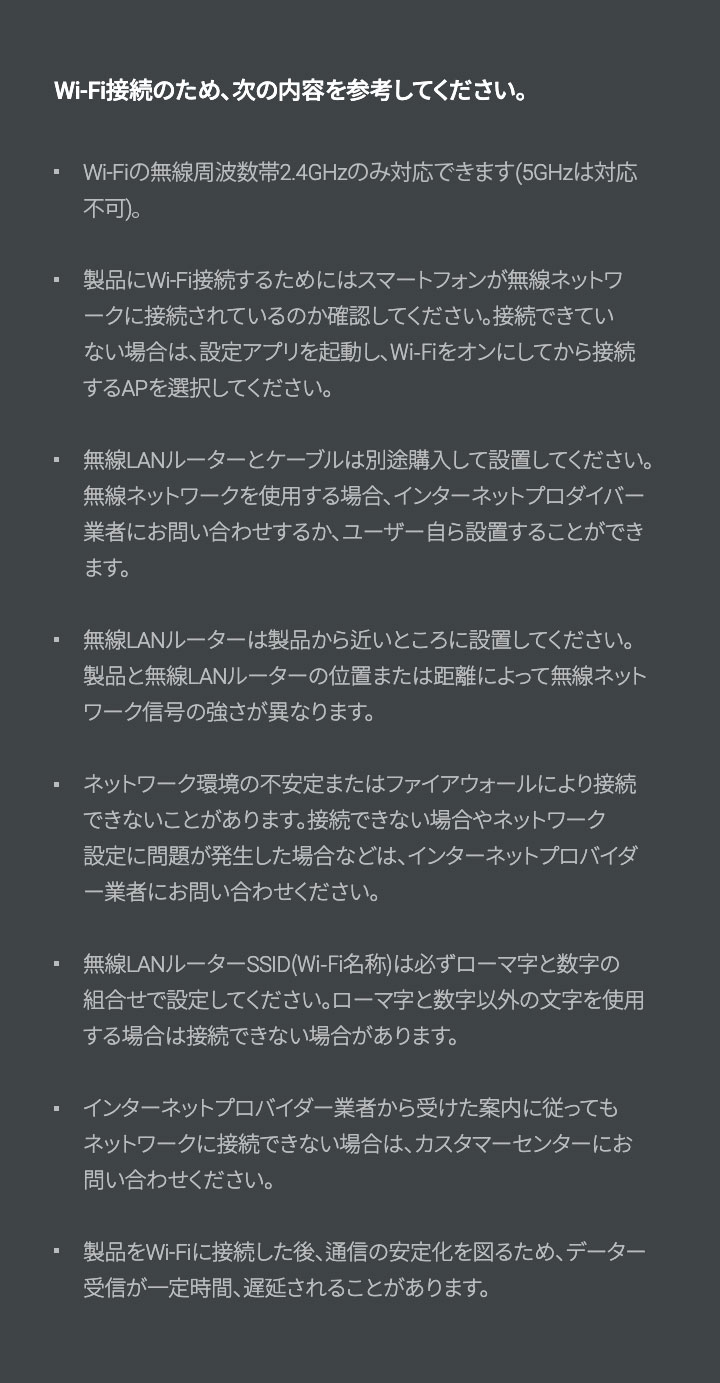 Wi-Fi接続のため、次の内容を参考してください。
▪ Wi-Fiの無線周波数帯2.4GHzのみ対応できます(5GHzは対応
不可)。
▪ 製品にWi-Fi接続するためにはスマートフォンが無線ネットワ
ークに接続されているのか確認してください。接続できてい
ない場合は、設定アプリを起動し、Wi-Fiをオンにしてから接続
するAPを選択してください。
▪ 無線LANルーターとケーブルは別途購入して設置してください。
無線ネットワークを使用する場合、インターネットプロダイバー
業者にお問い合わせするか、ユーザー自ら設置することができ
ます。
▪ 無線LANルーターは製品から近いところに設置してください。
製品と無線LANルーターの位置または距離によって無線ネット
ワーク信号の強さが異なります。
▪ ネットワーク環境の不安定またはファイアウォールにより接続
できないことがあります。接続できない場合やネットワーク
設定に問題が発生した場合などは、インターネットプロバイダ
ー業者にお問い合わせください。
▪ 無線LANルーターSSID(Wi-Fi名称)は必ずローマ字と数字の
組合せで設定してください。ローマ字と数字以外の文字を使用
する場合は接続できない場合があります。
▪ インターネットプロバイダー業者から受けた案内に従っても
ネットワークに接続できない場合は、カスタマーセンターにお
問い合わせください。
▪ 製品をWi-Fiに接続した後、通信の安定化を図るため、データー
受信が一定時間、遅延されることがあります。